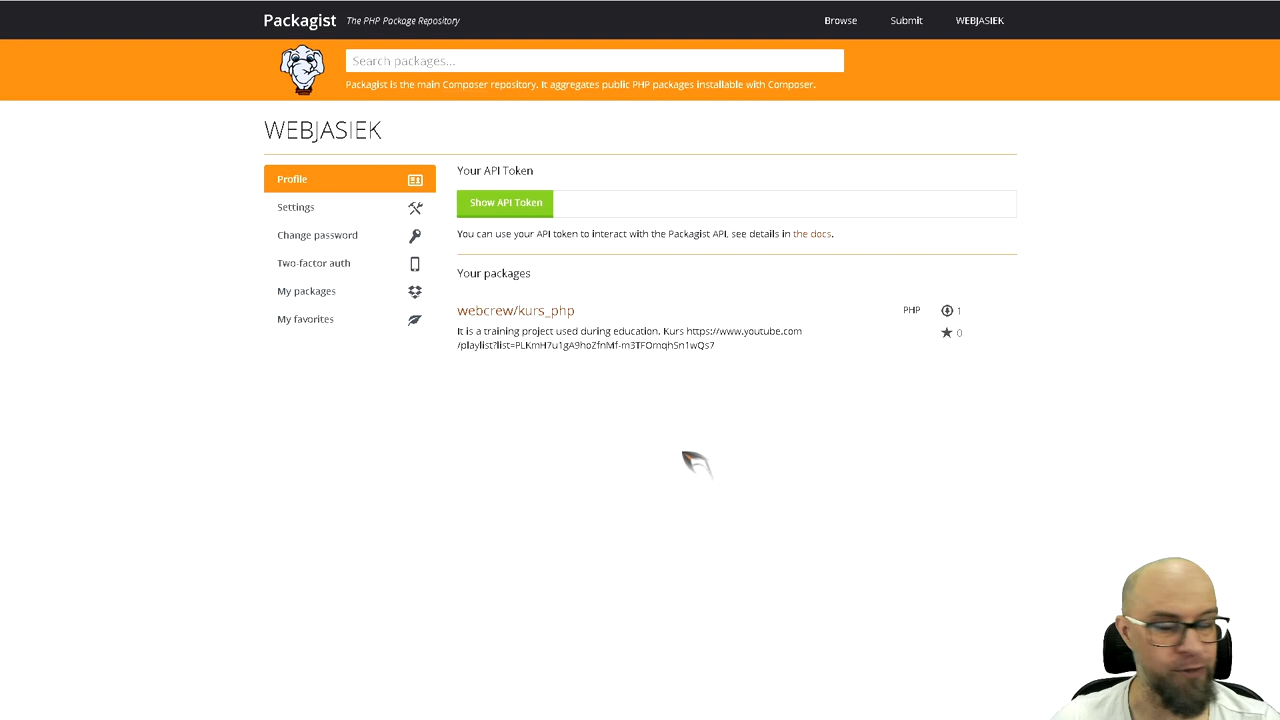 Packagist The PHP Package Repository Browse Submit WEBJASIEK
Search packages...
Packagist is the main Composer repository. It aggregates public PHP packages installable with Composer.
WEBJASIEK
Profile
Settings
Change password
Two-factor auth
My packages
My favorites
Your API Token
Show API Token
You can use your API token to interact with the Packagist API, see details in the docs.
Your packages
webcrew/kurs_php PHP 1
It is a training project used during education. Kurs https://www.youtube.com 0
/playlist?list=PLKmH7u1gA9hoZfnMf-m3TFOmqh5n1wQs7